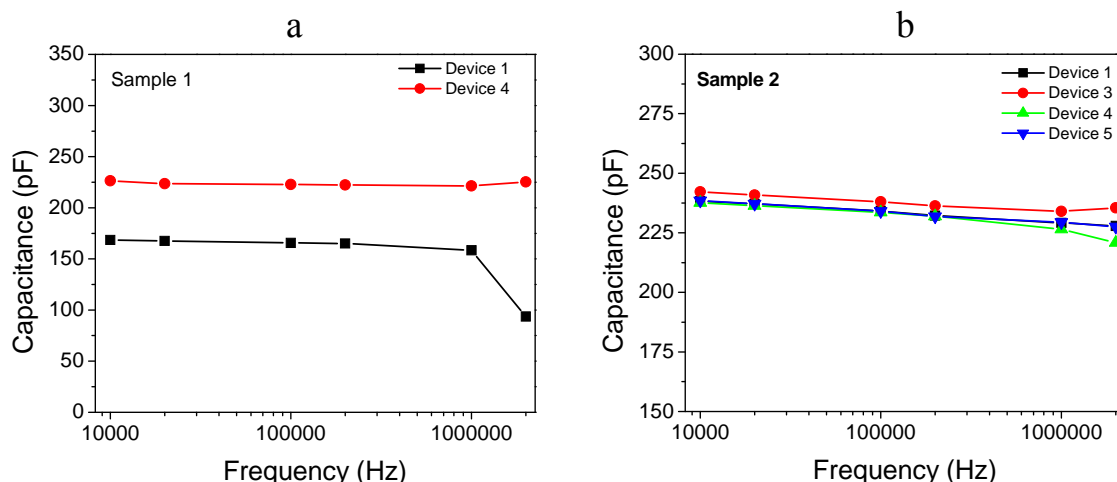 a
Sample 1
Device 1
Device 4
Capacitance (pF)
350
300
250
200
150
100
50
0
10000 100000 1000000
Frequency (Hz)
b
Sample 2
Device 1
Device 3
Device 4
Device 5
Capacitance (pF)
300
275
250
225
200
175
150
10000 100000 1000000
Frequency (Hz)